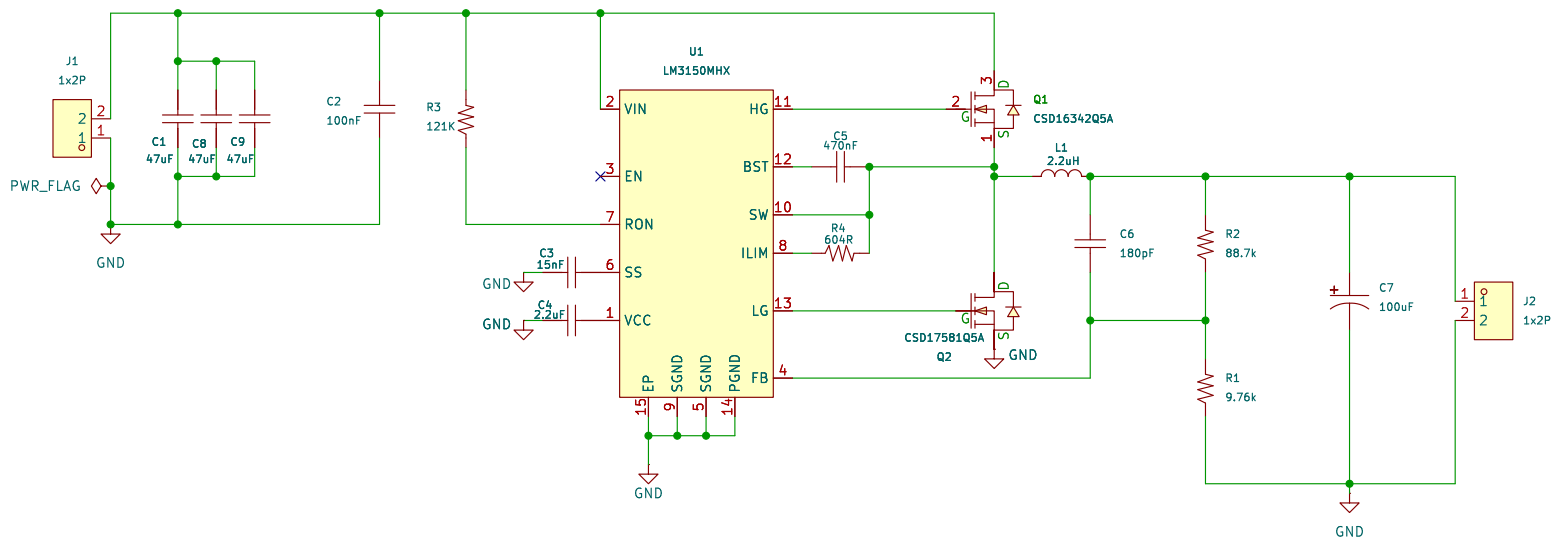 J1
1x2P
2
2
1
1
PWR_FLAG
GND
C1
47uF
C8
47uF
C9
47uF
C2
100nF
R3
121K
U1
LM3150MHX
2
VIN
3
EN
7
RON
6
SS
1
VCC
11
HG
12
BST
10
SW
8
ILIM
13
LG
4
FB
15
EP
9
SGND
5
SGND
14
PGND
GND
C3
15nF
GND
C4
2.2uF
GND
C5
470nF
R4
604R
3
D
2
G
1
S
Q1
CSD16342Q5A
L1
2.2uH
D
G
S
CSD17581Q5A
Q2
GND
C6
180pF
R2
88.7k
R1
9.76k
C7
100uF
GND
1
1
2
2
J2
1x2P